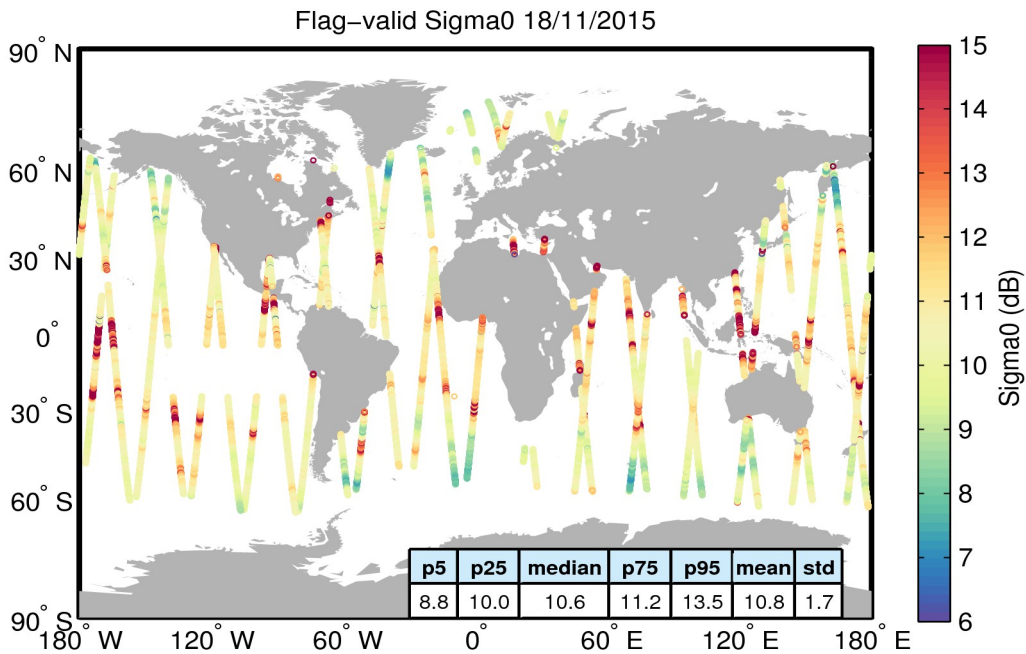 Flag−valid Sigma0 18/11/2015
90° N
60° N
30° N
0°
30° S
60° S
90° S
180° W
120° W
60° W
0°
60° E
120° E
180° E
15
14
13
12
11
10
9
8
7
6
Sigma0 (dB)
p5 p25 median p75 p95 mean std
8.8 10.0 10.6 11.2 13.5 10.8 1.7